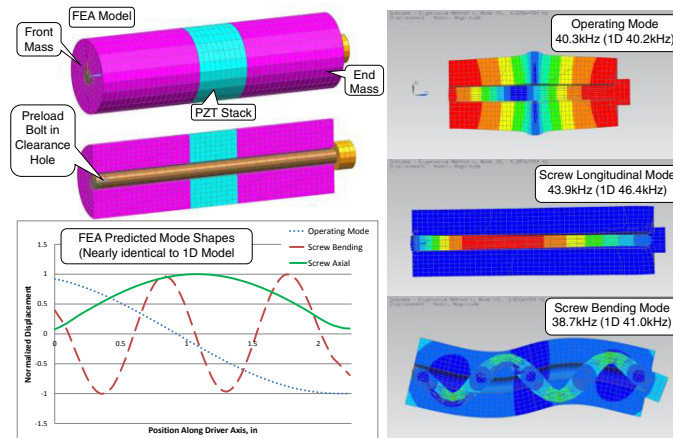 FEA Model
Front
Mass
End
Mass
PZT Stack
Preload
Bolt in
Clearance
Hole
FEA Predicted Mode Shapes
(Nearly identical to 1D Model
Operating Mode
Screw Bending
Screw Axial
1.5
1
0.5
0
-0.5
-1
-1.5
0
0.5
1
1.5
2
Normalized Displacement
Position Along Driver Axis, in
Operating Mode
40.3kHz (1D 40.2kHz)
Screw Longitudinal Mode
43.9kHz (1D 46.4kHz)
Screw Bending Mode
38.7kHz (1D 41.0kHz)